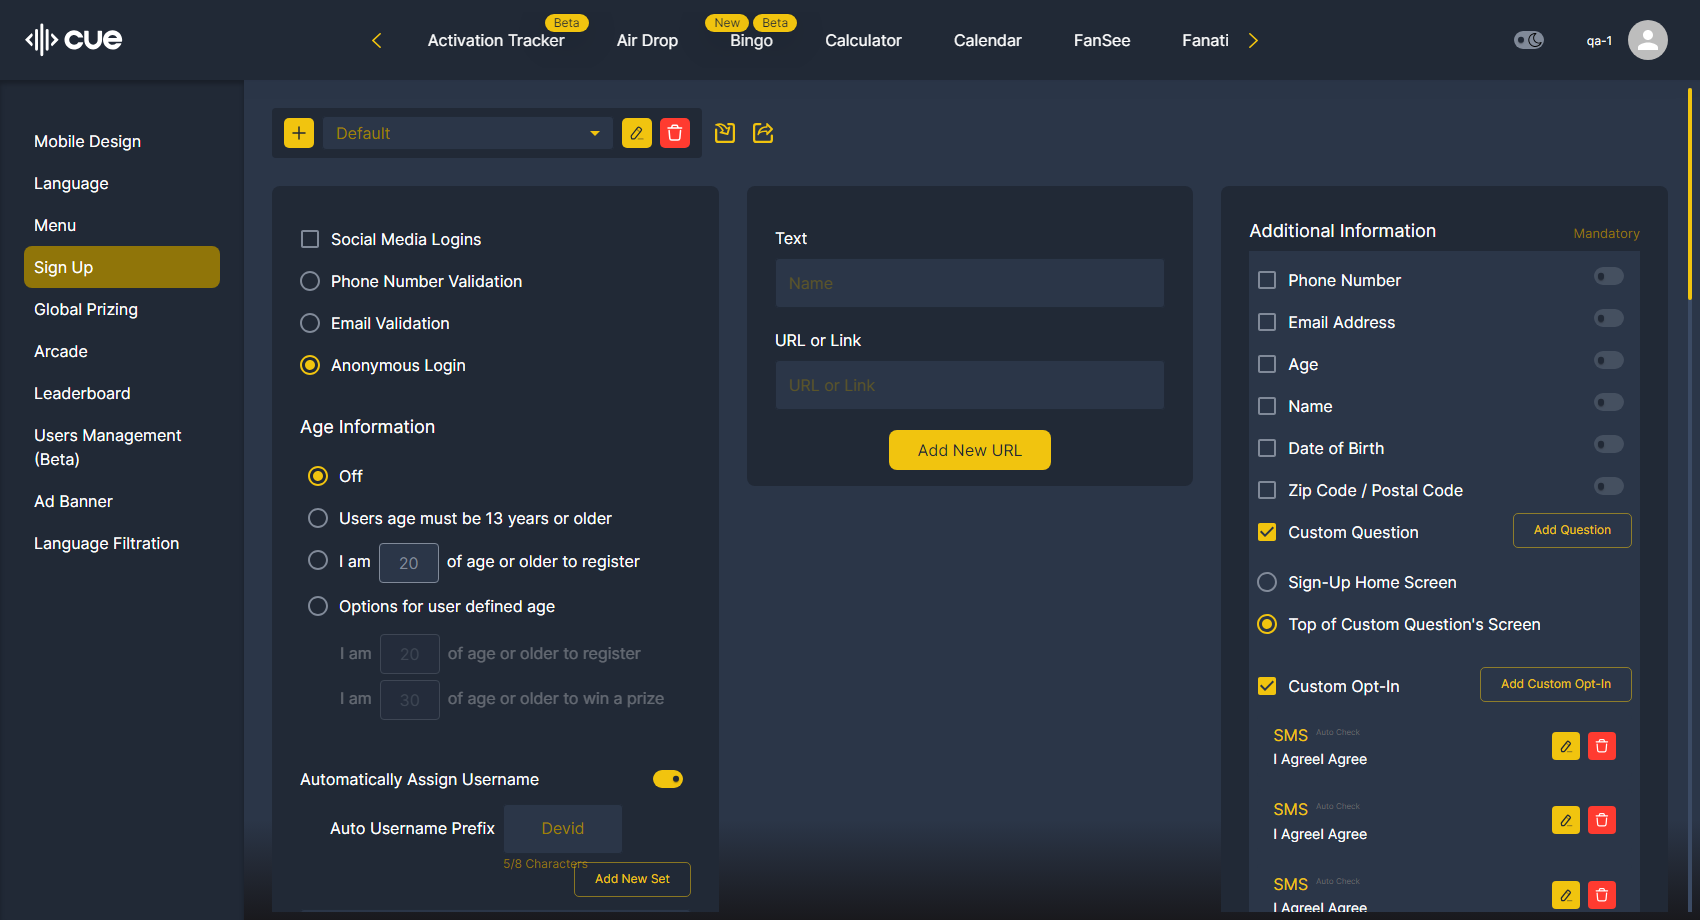 cue
Beta
New
Beta
Activation Tracker
Air Drop
Bingo
Calculator
Calendar
FanSee
Fanati
qa-1
Mobile Design
Language
Menu
Sign Up
Global Prizing
Arcade
Leaderboard
Users Management
(Beta)
Ad Banner
Language Filtration
Default
Social Media Logins
Phone Number Validation
Email Validation
Anonymous Login
Age Information
Off
Users age must be 13 years or older
I am 20 of age or older to register
Options for user defined age
I am 20 of age or older to register
I am 30 of age or older to win a prize
Automatically Assign Username
Auto Username Prefix Devid
5/8 Characters
Add New Set
Text
Name
URL or Link
URL or Link
Add New URL
Additional Information
Mandatory
Phone Number
Email Address
Age
Name
Date of Birth
Zip Code / Postal Code
Custom Question
Add Question
Sign-Up Home Screen
Top of Custom Question's Screen
Custom Opt-In
Add Custom Opt-In
SMS Auto Check
I AgreeI Agree
SMS Auto Check
I AgreeI Agree
SMS Auto Check
I AgreeI Agree